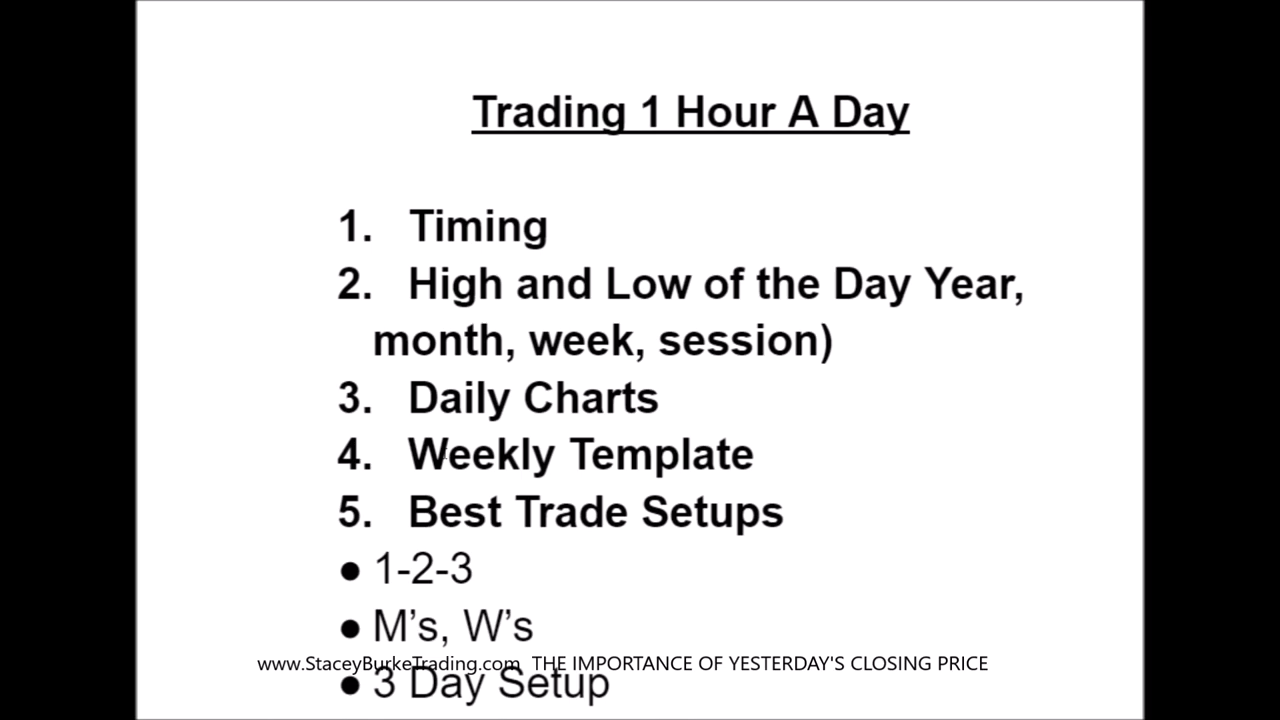 Trading 1 Hour A Day
1. Timing
2. High and Low of the Day Year,
month, week, session)
3. Daily Charts
4. Weekly Template
5. Best Trade Setups
● 1-2-3
● M’s, W’s
www.StaceyBurkeTrading.com THE IMPORTANCE OF YESTERDAY'S CLOSING PRICE
● 3 Day Setup